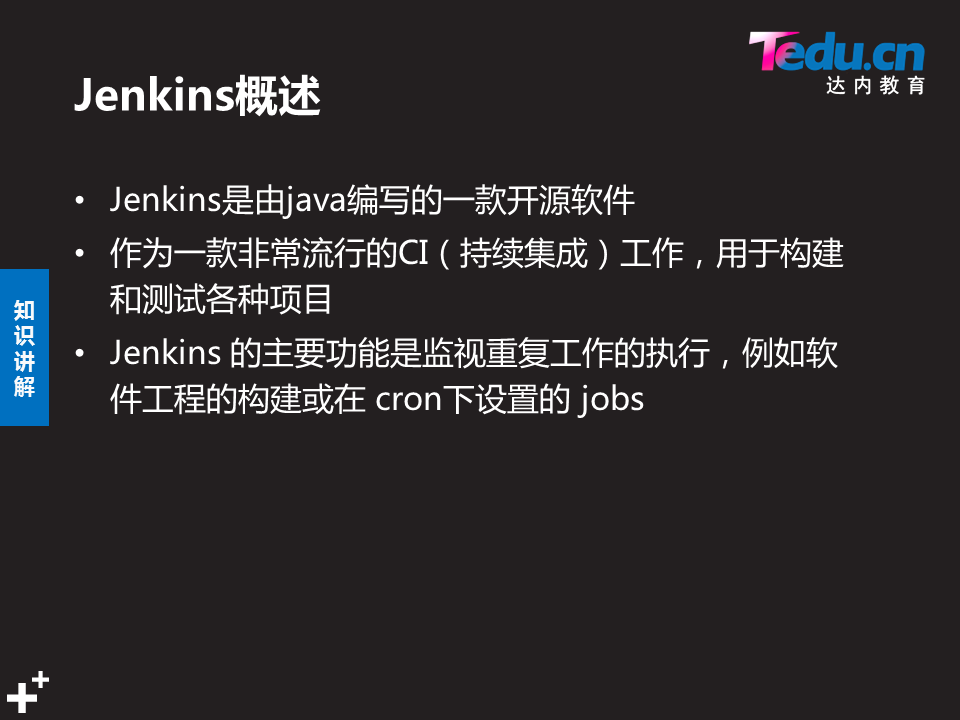 Tedu.cn
达内教育
Jenkins概述
• Jenkins是由java编写的一款开源软件
• 作为一款非常流行的CI（持续集成）工作，用于构建
和测试各种项目
• Jenkins 的主要功能是监视重复工作的执行，例如软
件工程的构建或在 cron下设置的 jobs
知
识
讲
解